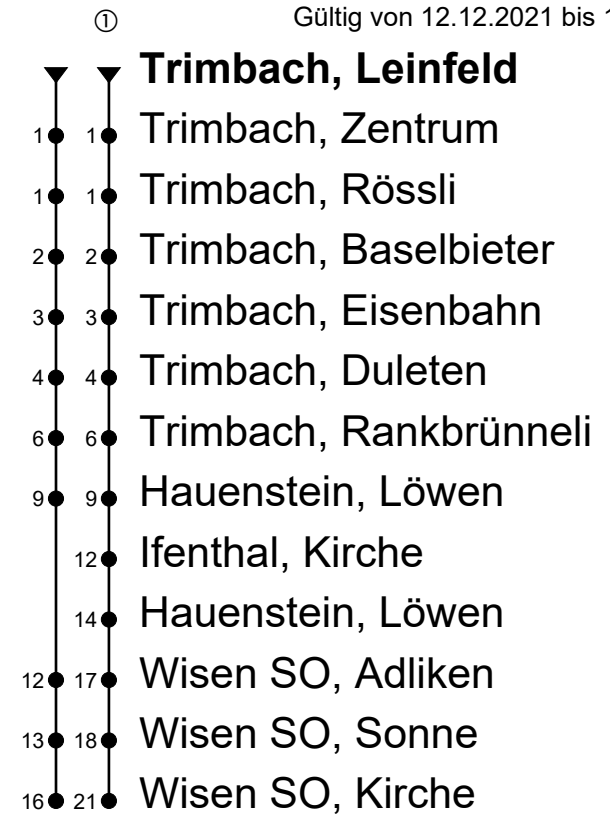 ① Gültig von 12.12.2021 bis 1
Trimbach, Leinfeld
1 1 Trimbach, Zentrum
1 1 Trimbach, Rössli
2 2 Trimbach, Baselbieter
3 3 Trimbach, Eisenbahn
4 4 Trimbach, Duleten
6 6 Trimbach, Rankbrünneli
9 9 Hauenstein, Löwen
12 Ifenthal, Kirche
14 Hauenstein, Löwen
12 17 Wisen SO, Adliken
13 18 Wisen SO, Sonne
16 21 Wisen SO, Kirche